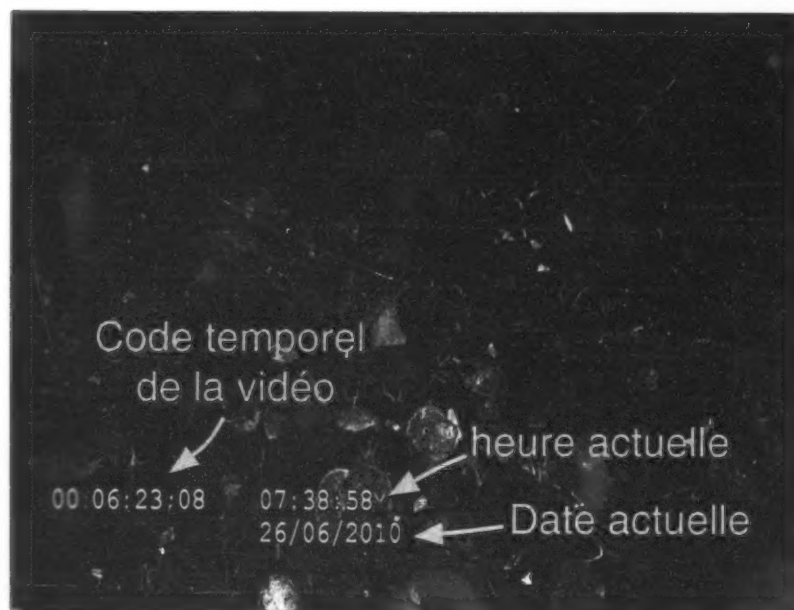 Code temporel
de la vidéo
heure actuelle
00 06:23:08 07:38:58
26/06/2010 Date actuelle